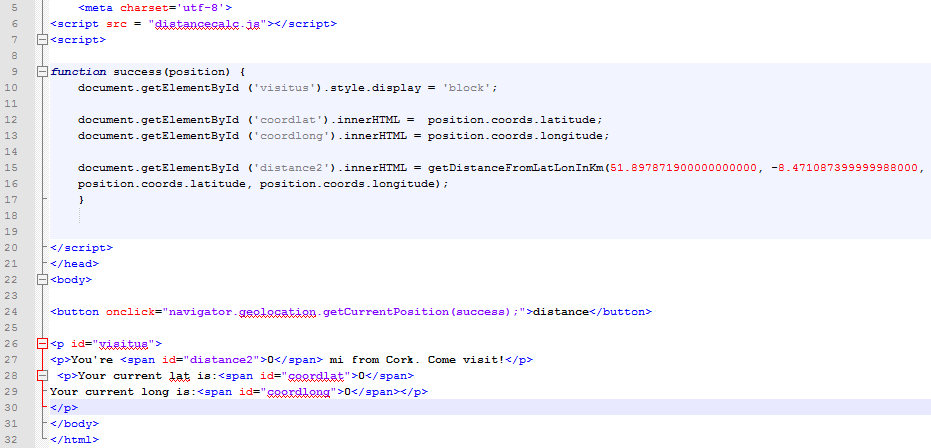 5 <meta charset='utf-8'>
6 <script src = "distancecalc.js"></script>
7 <script>
8
9 function success(position) {
10 document.getElementById ('visitus').style.display = 'block';
11
12 document.getElementById ('coordlat').innerHTML =  position.coords.latitude;
13 document.getElementById ('coordlong').innerHTML = position.coords.longitude;
14
15 document.getElementById ('distance2').innerHTML = getDistanceFromLatLonInKm(51.897871900000000000, -8.471087399999988000,
16 position.coords.latitude, position.coords.longitude);
17 }
18
19
20 </script>
21 </head>
22 <body>
23
24 <button onclick="navigator.geolocation.getCurrentPosition(success);">distance</button>
25
26 <p id="visitus">
27 <p>You're <span id="distance2">0</span> mi from Cork. Come visit!</p>
28 <p>Your current lat is:<span id="coordlat">0</span>
29 Your current long is:<span id="coordlong">0</span></p>
30 </p>
31 </body>
32 </html>